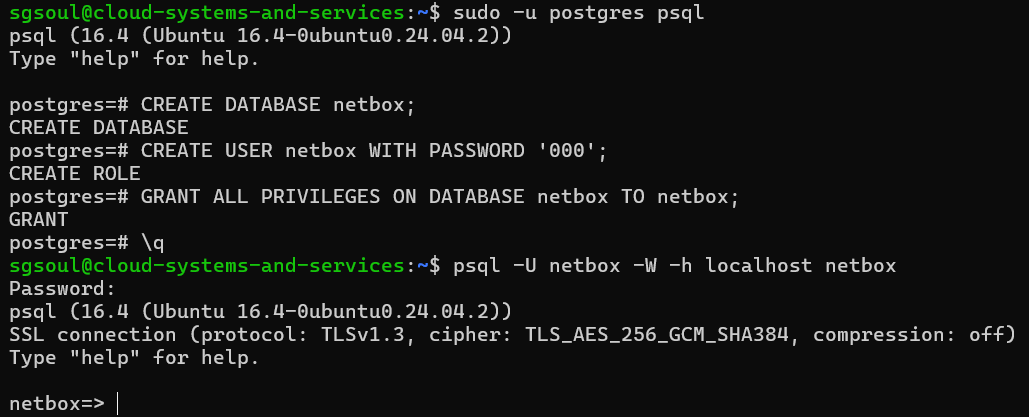 sgsoul@cloud-systems-and-services:~$ sudo -u postgres psql
psql (16.4 (Ubuntu 16.4-0ubuntu0.24.04.2))
Type "help" for help.

postgres=# CREATE DATABASE netbox;
CREATE DATABASE
postgres=# CREATE USER netbox WITH PASSWORD '000';
CREATE ROLE
postgres=# GRANT ALL PRIVILEGES ON DATABASE netbox TO netbox;
GRANT
postgres=# \q
sgsoul@cloud-systems-and-services:~$ psql -U netbox -W -h localhost netbox
Password:
psql (16.4 (Ubuntu 16.4-0ubuntu0.24.04.2))
SSL connection (protocol: TLSv1.3, cipher: TLS_AES_256_GCM_SHA384, compression: off)
Type "help" for help.

netbox=>